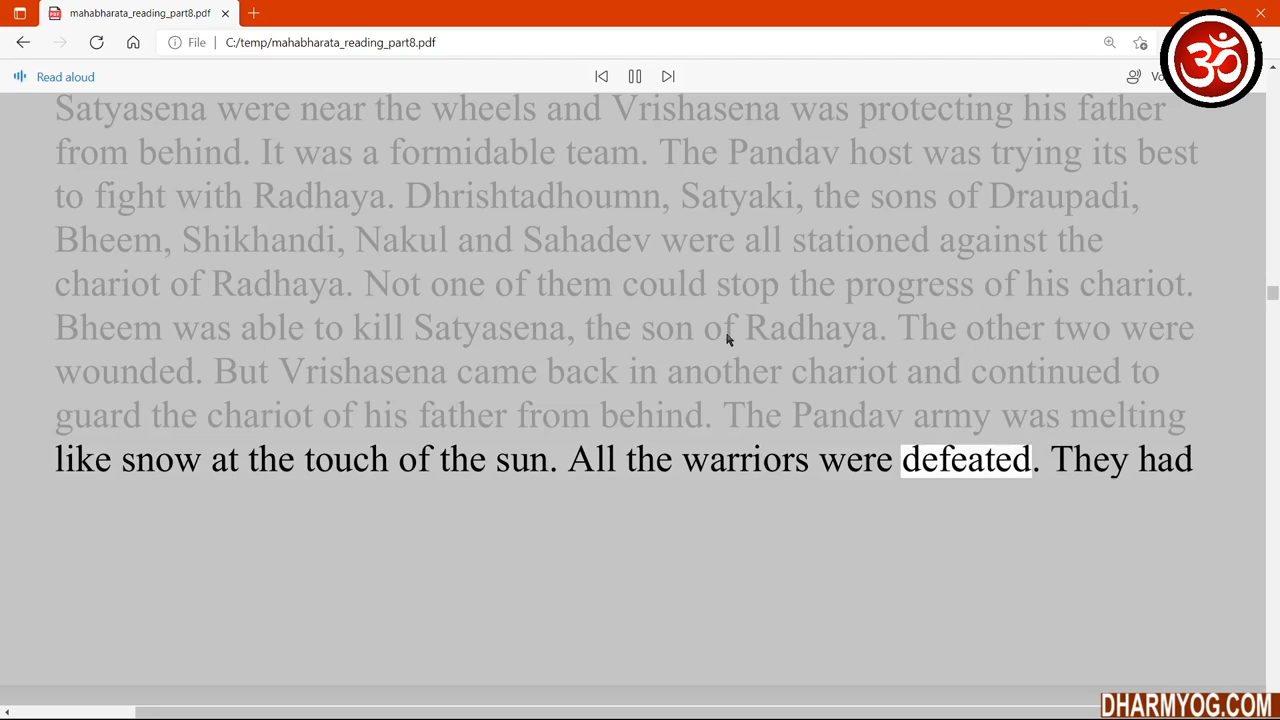 mahabharata_reading_part8.pdf
File C:/temp/mahabharata_reading_part8.pdf
Read aloud
Satyasena were near the wheels and Vrishasena was protecting his father
from behind. It was a formidable team. The Pandav host was trying its best
to fight with Radhaya. Dhrishtadhoumn, Satyaki, the sons of Draupadi,
Bheem, Shikhandi, Nakul and Sahadev were all stationed against the
chariot of Radhaya. Not one of them could stop the progress of his chariot.
Bheem was able to kill Satyasena, the son of Radhaya. The other two were
wounded. But Vrishasena came back in another chariot and continued to
guard the chariot of his father from behind. The Pandav army was melting
like snow at the touch of the sun. All the warriors were defeated. They had
ॐ
DHARMYOG.COM